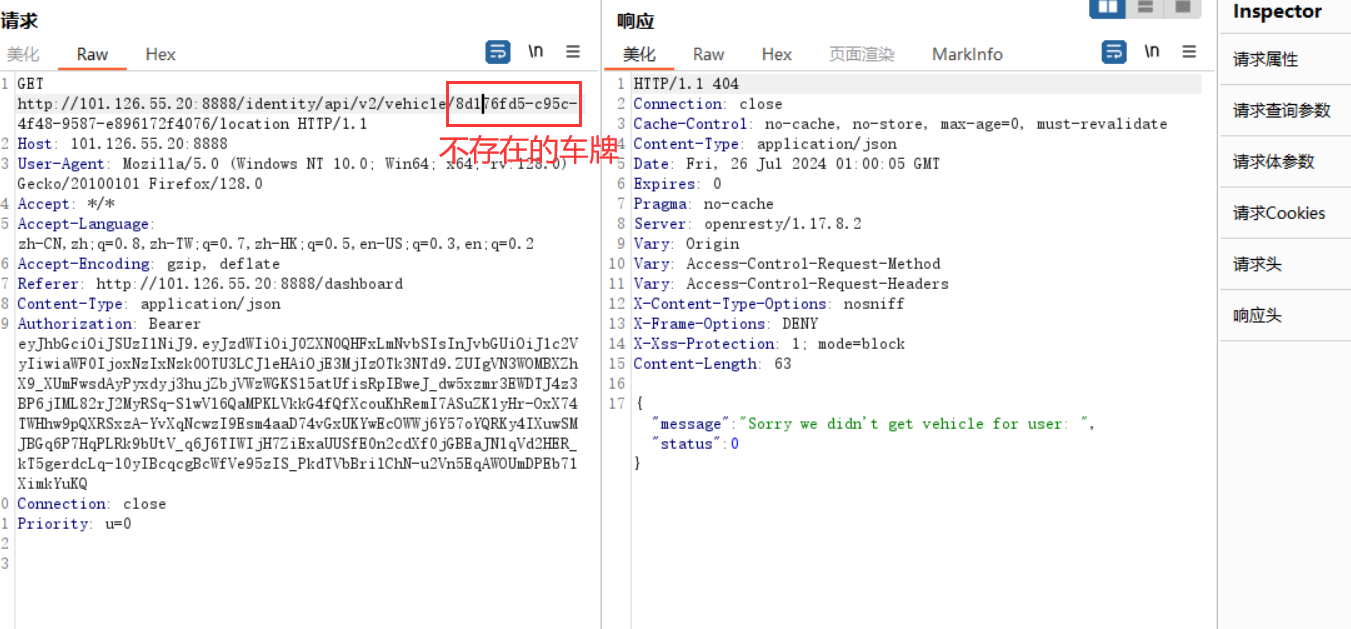 请求
美化 Raw Hex \n
1 GET
http://101.126.55.20:8888/identity/api/v2/vehicle/8d176fd5-c95c-
4f48-9587-e896172f4076/location HTTP/1.1
2 Host: 101.126.55.20:8888
3 User-Agent: Mozilla/5.0 (Windows NT 10.0; Win64; x64; rv:128.0)
Gecko/20100101 Firefox/128.0
4 Accept: */*
5 Accept-Language:
zh-CN,zh;q=0.8,zh-TW;q=0.7,zh-HK;q=0.5,en-US;q=0.3,en;q=0.2
6 Accept-Encoding: gzip, deflate
7 Referer: http://101.126.55.20:8888/dashboard
8 Content-Type: application/json
9 Authorization: Bearer
0 Connection: close
1 Priority: u=0
2
3
不存在的车牌
响应
美化 Raw Hex 页面渲染 MarkInfo \n
1 HTTP/1.1 404
2 Connection: close
3 Cache-Control: no-cache, no-store, max-age=0, must-revalidate
4 Content-Type: application/json
5 Date: Fri, 26 Jul 2024 01:00:05 GMT
6 Expires: 0
7 Pragma: no-cache
8 Server: openresty/1.17.8.2
9 Vary: Origin
10 Vary: Access-Control-Request-Method
11 Vary: Access-Control-Request-Headers
12 X-Content-Type-Options: nosniff
13 X-Frame-Options: DENY
14 X-Xss-Protection: 1; mode=block
15 Content-Length: 63
16
17 {
"message":"Sorry we didn't get vehicle for user: ",
"status":0
}
Inspector
请求属性
请求查询参数
请求体参数
请求Cookies
请求头
响应头